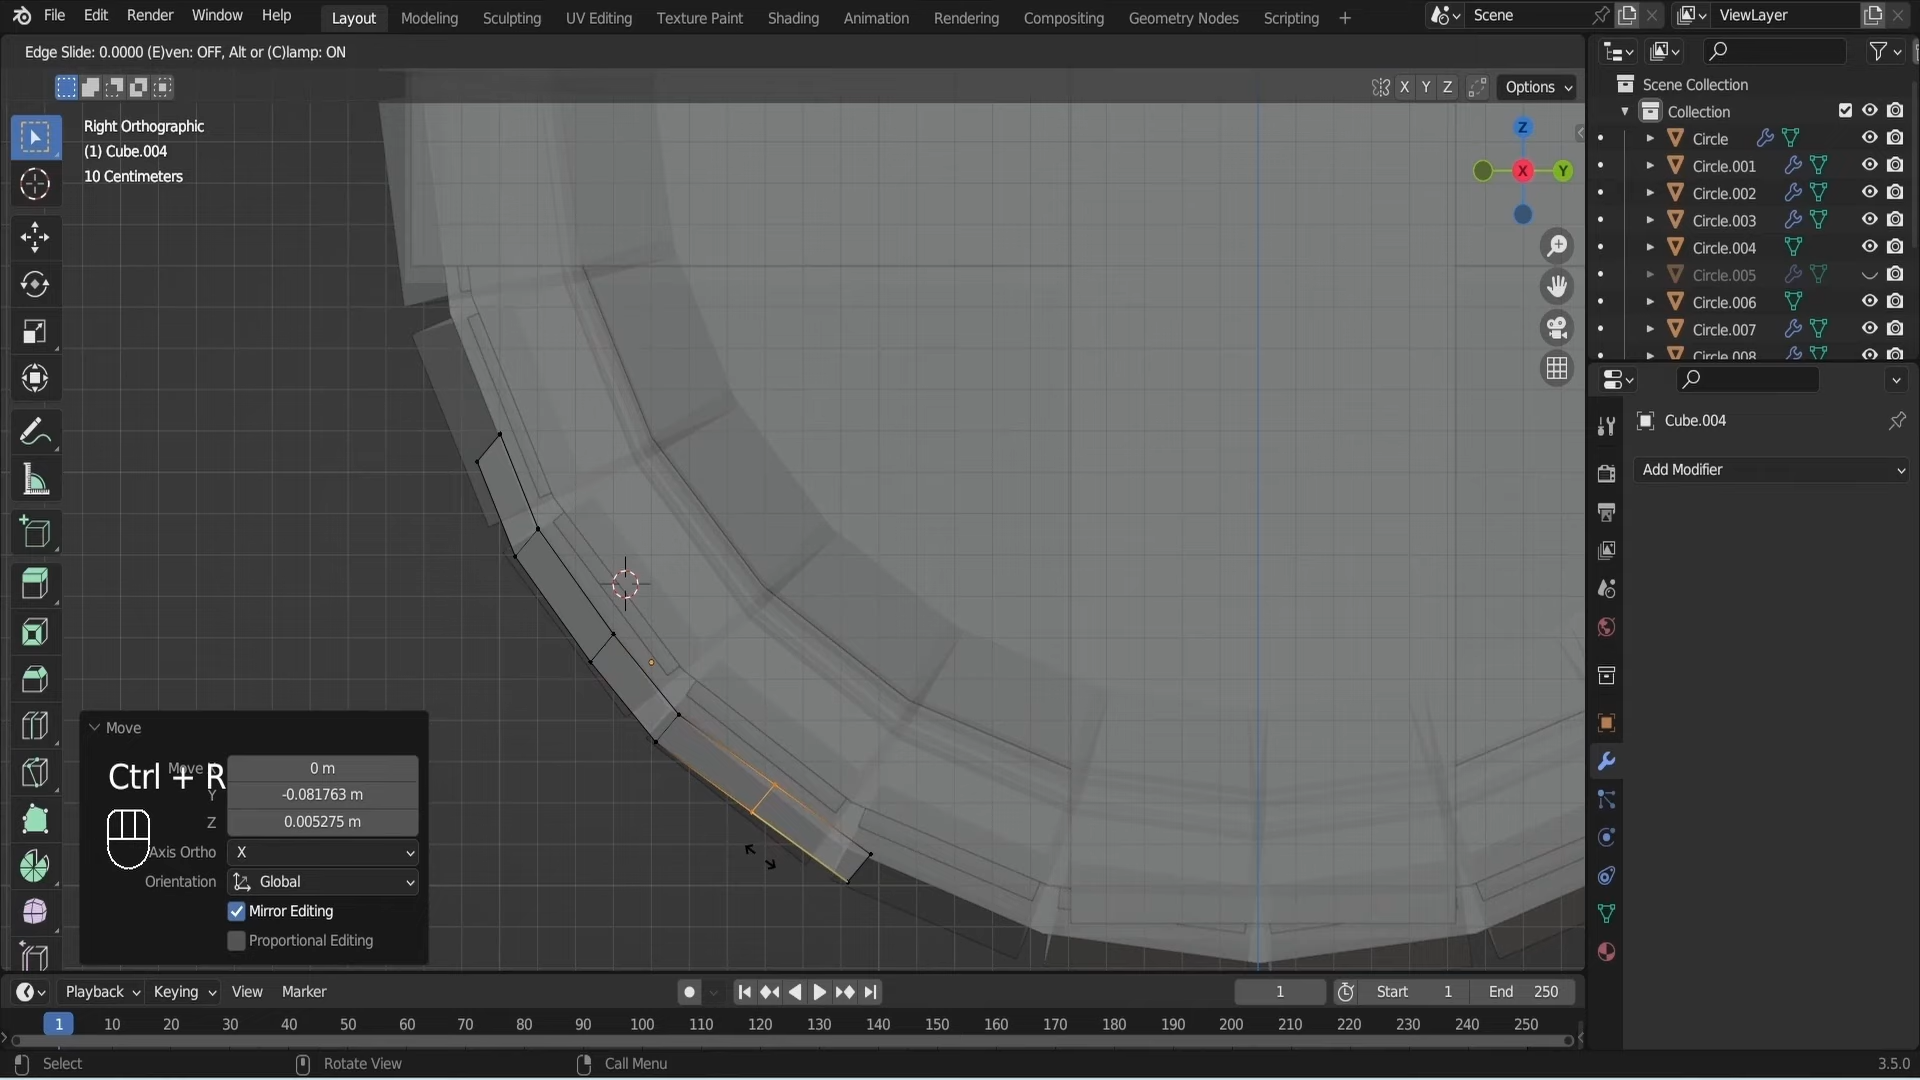 File Edit Render Window Help Layout Modeling Sculpting UV Editing Texture Paint Shading Animation Rendering Compositing Geometry Nodes Scripting + Scene ViewLayer
Edge Slide: 0.0000 (E)ven: OFF, Alt or (C)lamp: ON
X Y Z Options
Right Orthographic
(1) Cube.004
10 Centimeters
Z
X
Y
Scene Collection
Collection
Circle
Circle.001
Circle.002
Circle.003
Circle.004
Circle.005
Circle.006
Circle.007
Circle.008
Cube.004
Add Modifier
Move
Move 0 m
Ctrl + R
Y -0.081763 m
Z 0.005275 m
Axis Ortho X
Orientation Global
Mirror Editing
Proportional Editing
Playback Keying View Marker 1 Start 1 End 250
1 10 20 30 40 50 60 70 80 90 100 110 120 130 140 150 160 170 180 190 200 210 220 230 240 250
Select Rotate View Call Menu 3.5.0